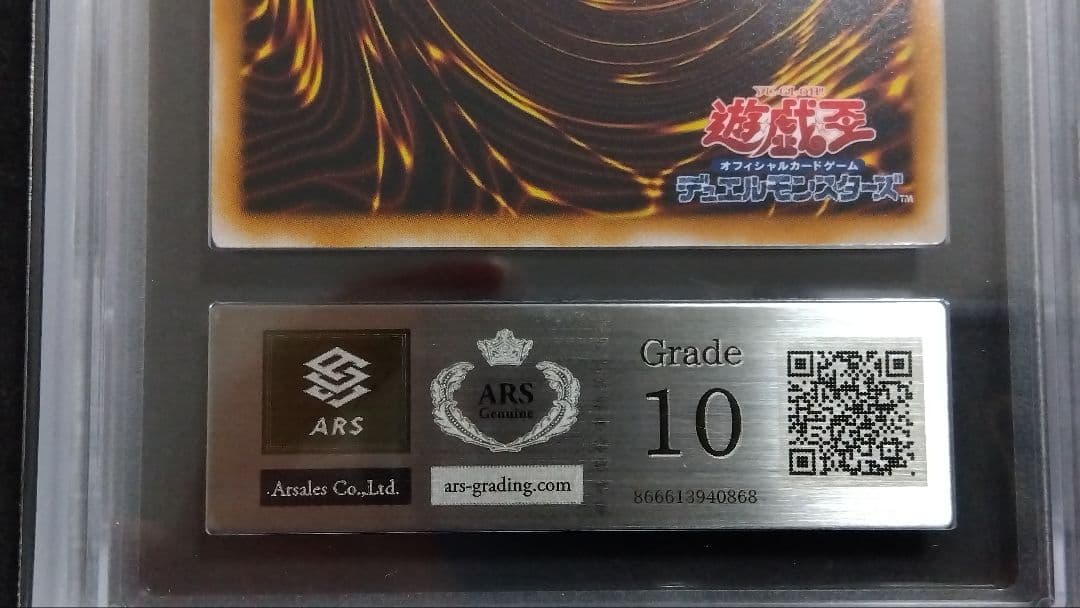 YU-GI-OH!
遊戯王
オフィシャルカードゲーム
デュエルモンスターズ™
ARS
Arsales Co.,Ltd.
ARS
Genuine
ars-grading.com
Grade
10
866613940868